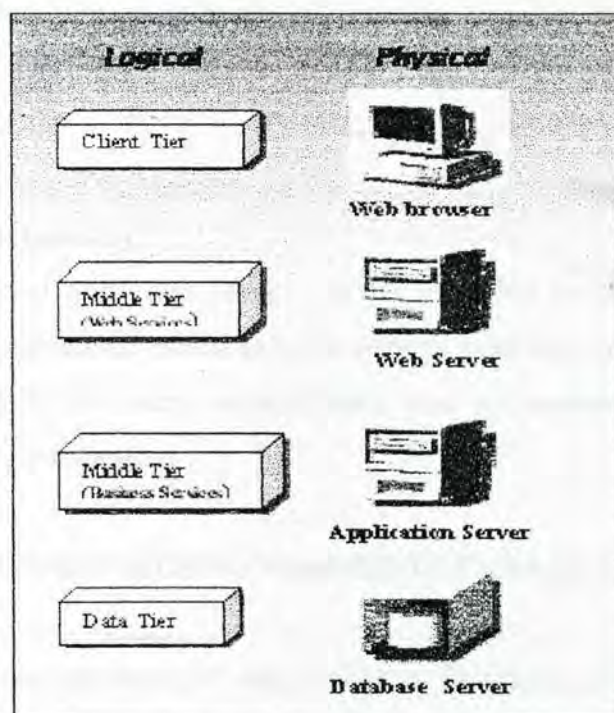 Logical Physical
Client Tier
Web browser
Middle Tier
(Web Services)
Web Server
Middle Tier
(Business Services)
Application Server
Data Tier
Database Server